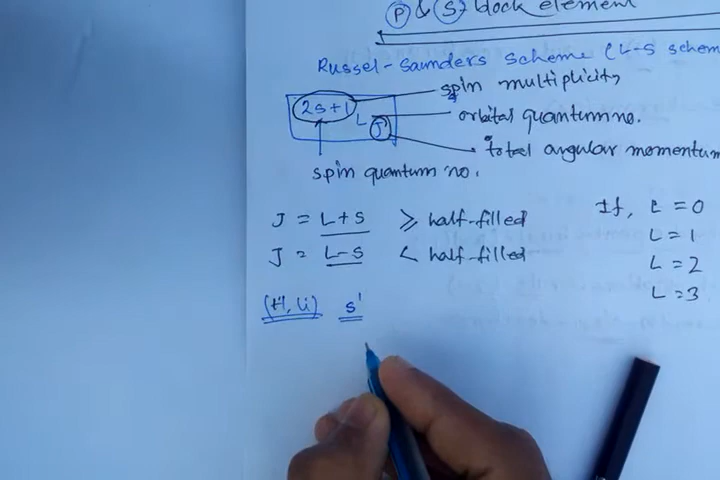 (P) & (S) block element
Russel-Saunders Scheme (L-S schem
2s+1 L J
spin multiplicity
orbital quantum no.
total angular momentum
spin quantum no.
J = L+S ≥ half-filled
J = L-S < half-filled
If, L = 0
L = 1
L = 2
L = 3
(H, Li) s¹